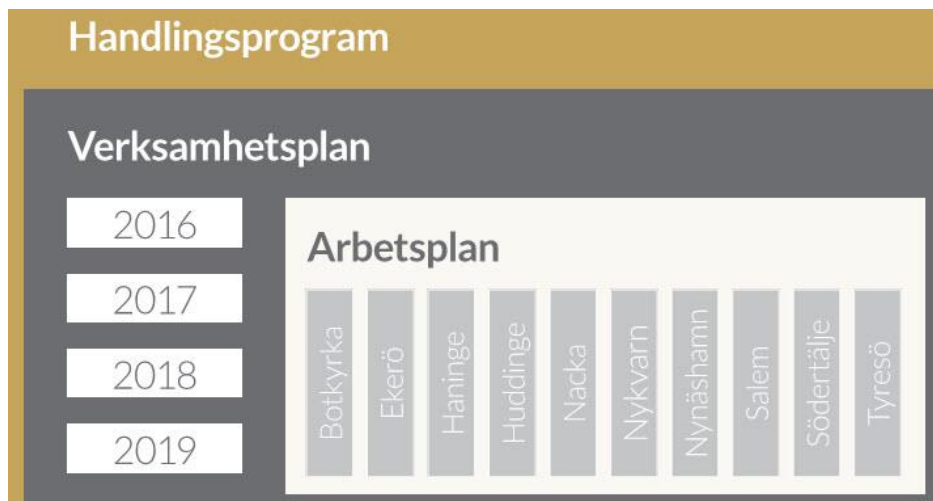 Handlingsprogram
Verksamhetsplan
2016
2017
2018
2019
Arbetsplan
Botkyrka
Ekerö
Haninge
Huddinge
Nacka
Nykvarn
Nynäshamn
Salem
Södertälje
Tyresö